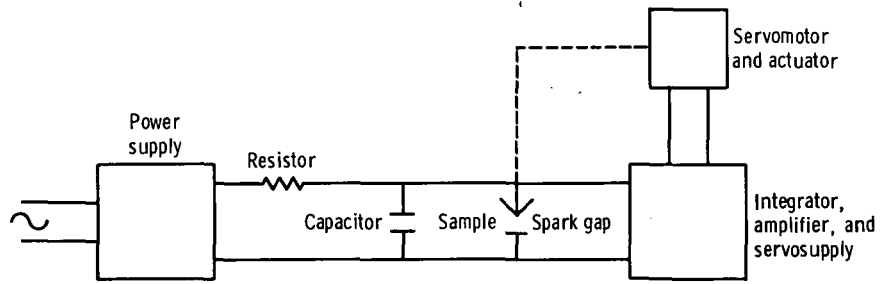 Servomotor
and actuator
Power
supply
Resistor
Capacitor
Sample
Spark gap
Integrator,
amplifier, and
servosupply